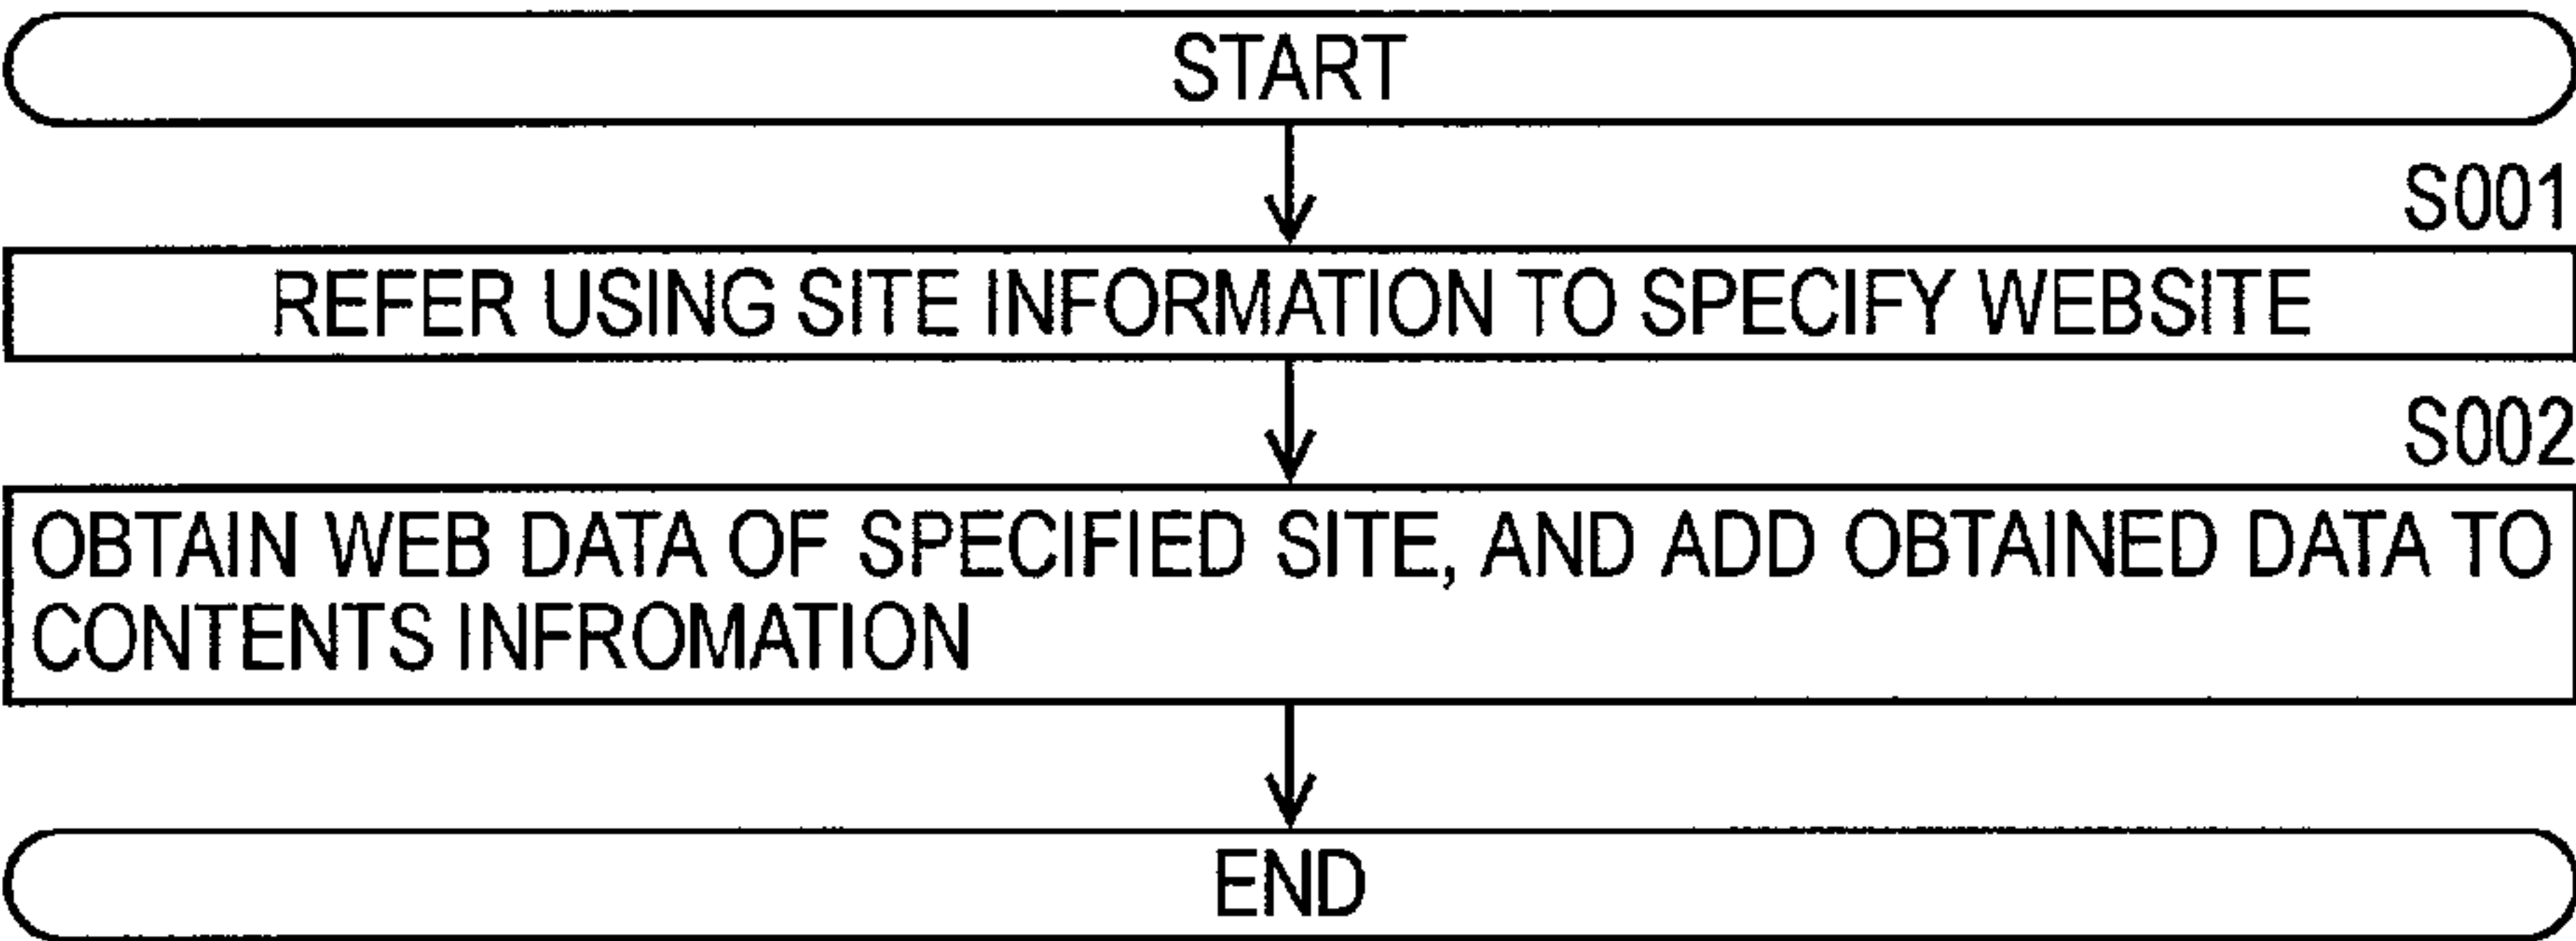 START
S001
REFER USING SITE INFORMATION TO SPECIFY WEBSITE
S002
OBTAIN WEB DATA OF SPECIFIED SITE, AND ADD OBTAINED DATA TO
CONTENTS INFROMATION
END